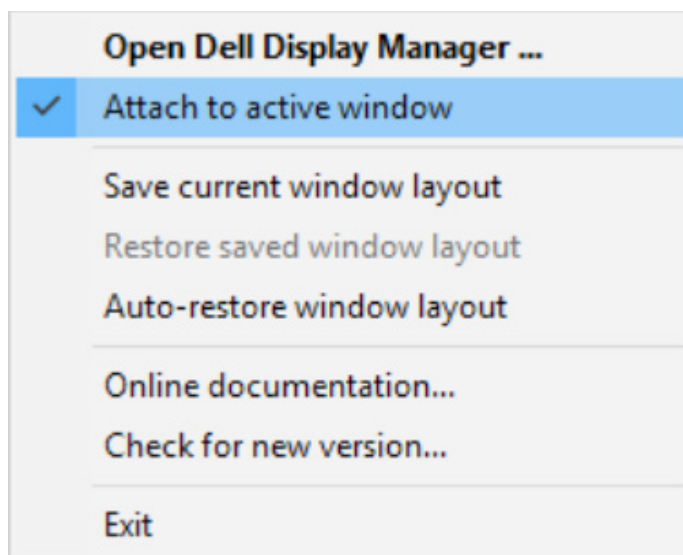 Open Dell Display Manager ...
Attach to active window
Save current window layout
Restore saved window layout
Auto-restore window layout
Online documentation...
Check for new version...
Exit